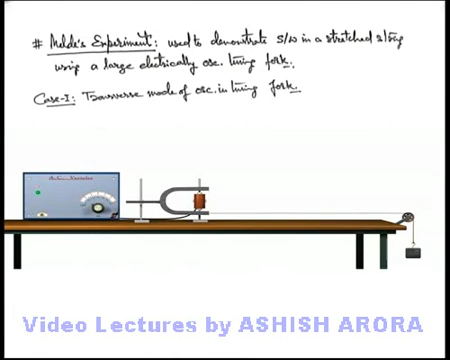 # Melde's Experiment: used to demonstrate S/W in a stretched string
using a large electrically osc. tuning fork.
Case-I: Transverse mode of osc. in tuning fork.
Video Lectures by ASHISH ARORA